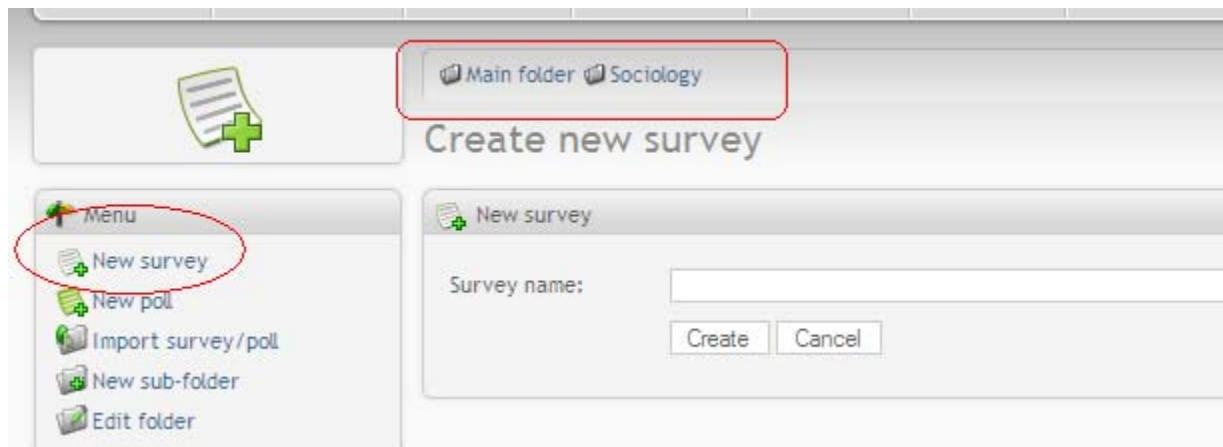 Main folder Sociology
Create new survey
Menu
New survey
New poll
Import survey/poll
New sub-folder
Edit folder
New survey
Survey name:
Create Cancel